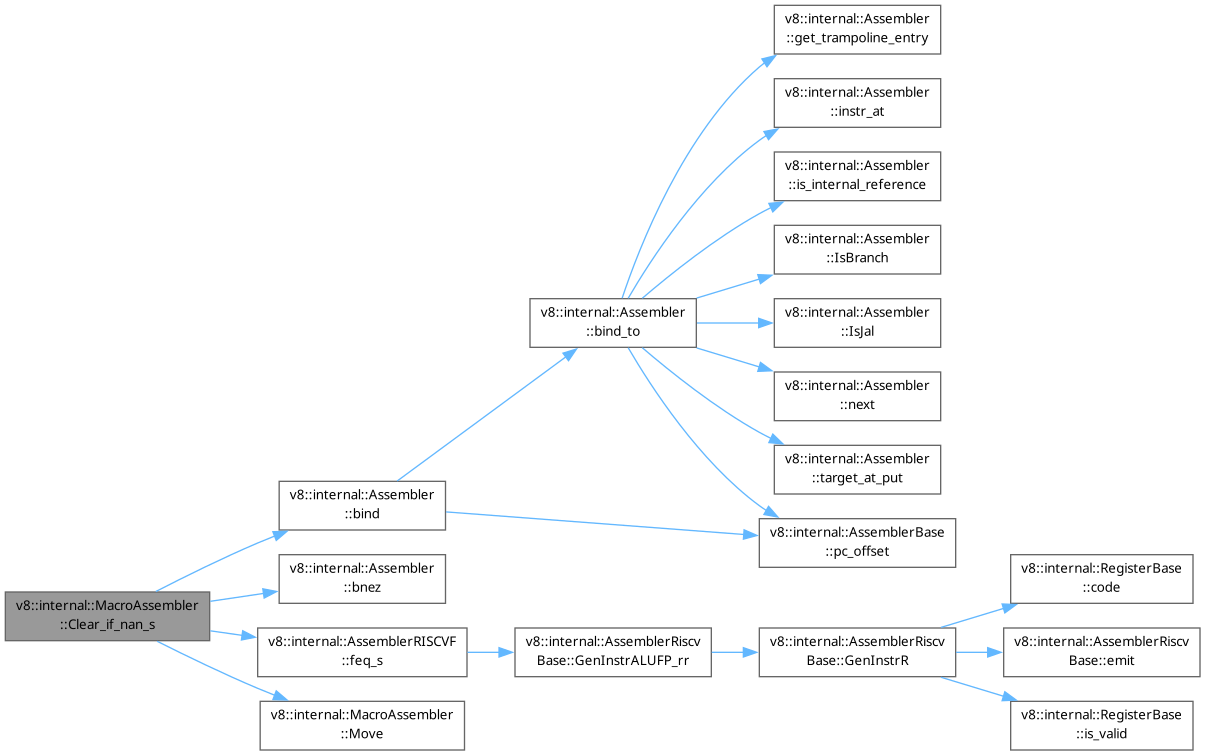 v8::internal::Assembler
::get_trampoline_entry
v8::internal::Assembler
::instr_at
v8::internal::Assembler
::is_internal_reference
v8::internal::Assembler
::IsBranch
v8::internal::Assembler
::bind_to
v8::internal::Assembler
::IsJal
v8::internal::Assembler
::next
v8::internal::Assembler
::target_at_put
v8::internal::Assembler
::bind
v8::internal::AssemblerBase
::pc_offset
v8::internal::Assembler
::bnez
v8::internal::RegisterBase
::code
v8::internal::MacroAssembler
::Clear_if_nan_s
v8::internal::AssemblerRISCVF
::feq_s
v8::internal::AssemblerRiscv
Base::GenInstrALUFP_rr
v8::internal::AssemblerRiscv
Base::GenInstrR
v8::internal::AssemblerRiscv
Base::emit
v8::internal::MacroAssembler
::Move
v8::internal::RegisterBase
::is_valid